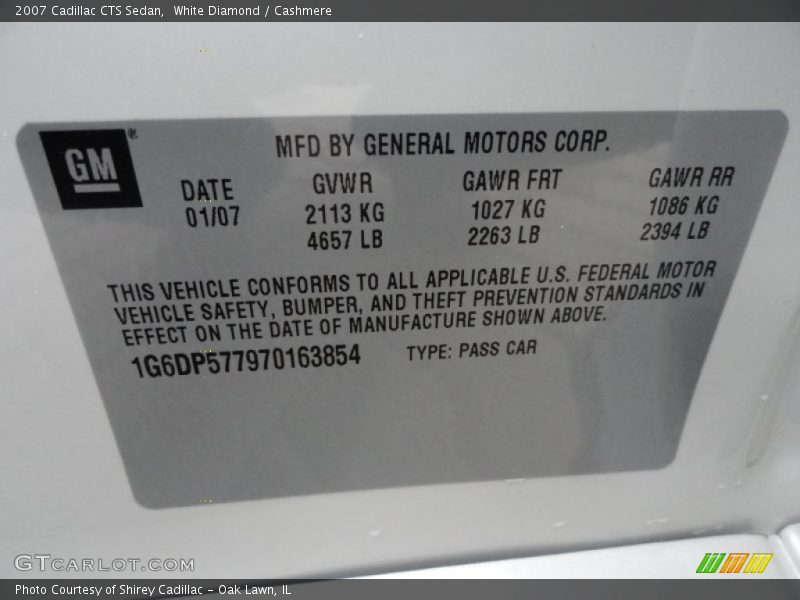 2007 Cadillac CTS Sedan, White Diamond / Cashmere
GM®
MFD BY GENERAL MOTORS CORP.
DATE GVWR GAWR FRT GAWR RR
01/07 2113 KG 1027 KG 1086 KG
4657 LB 2263 LB 2394 LB
THIS VEHICLE CONFORMS TO ALL APPLICABLE U.S. FEDERAL MOTOR
VEHICLE SAFETY, BUMPER, AND THEFT PREVENTION STANDARDS IN
EFFECT ON THE DATE OF MANUFACTURE SHOWN ABOVE.
1G6DP577970163854 TYPE: PASS CAR
GTCARLOT.COM
Photo Courtesy of Shirey Cadillac - Oak Lawn, IL